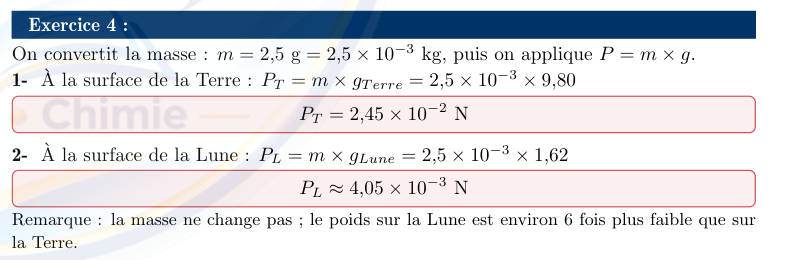 Exercice 4 :
On convertit la masse : m = 2,5 g = 2,5 × 10⁻³ kg, puis on applique P = m × g.
1- À la surface de la Terre : P_T = m × g_Terre = 2,5 × 10⁻³ × 9,80
Chimie
P_T = 2,45 × 10⁻² N
2- À la surface de la Lune : P_L = m × g_Lune = 2,5 × 10⁻³ × 1,62
P_L ≈ 4,05 × 10⁻³ N
Remarque : la masse ne change pas ; le poids sur la Lune est environ 6 fois plus faible que sur
la Terre.